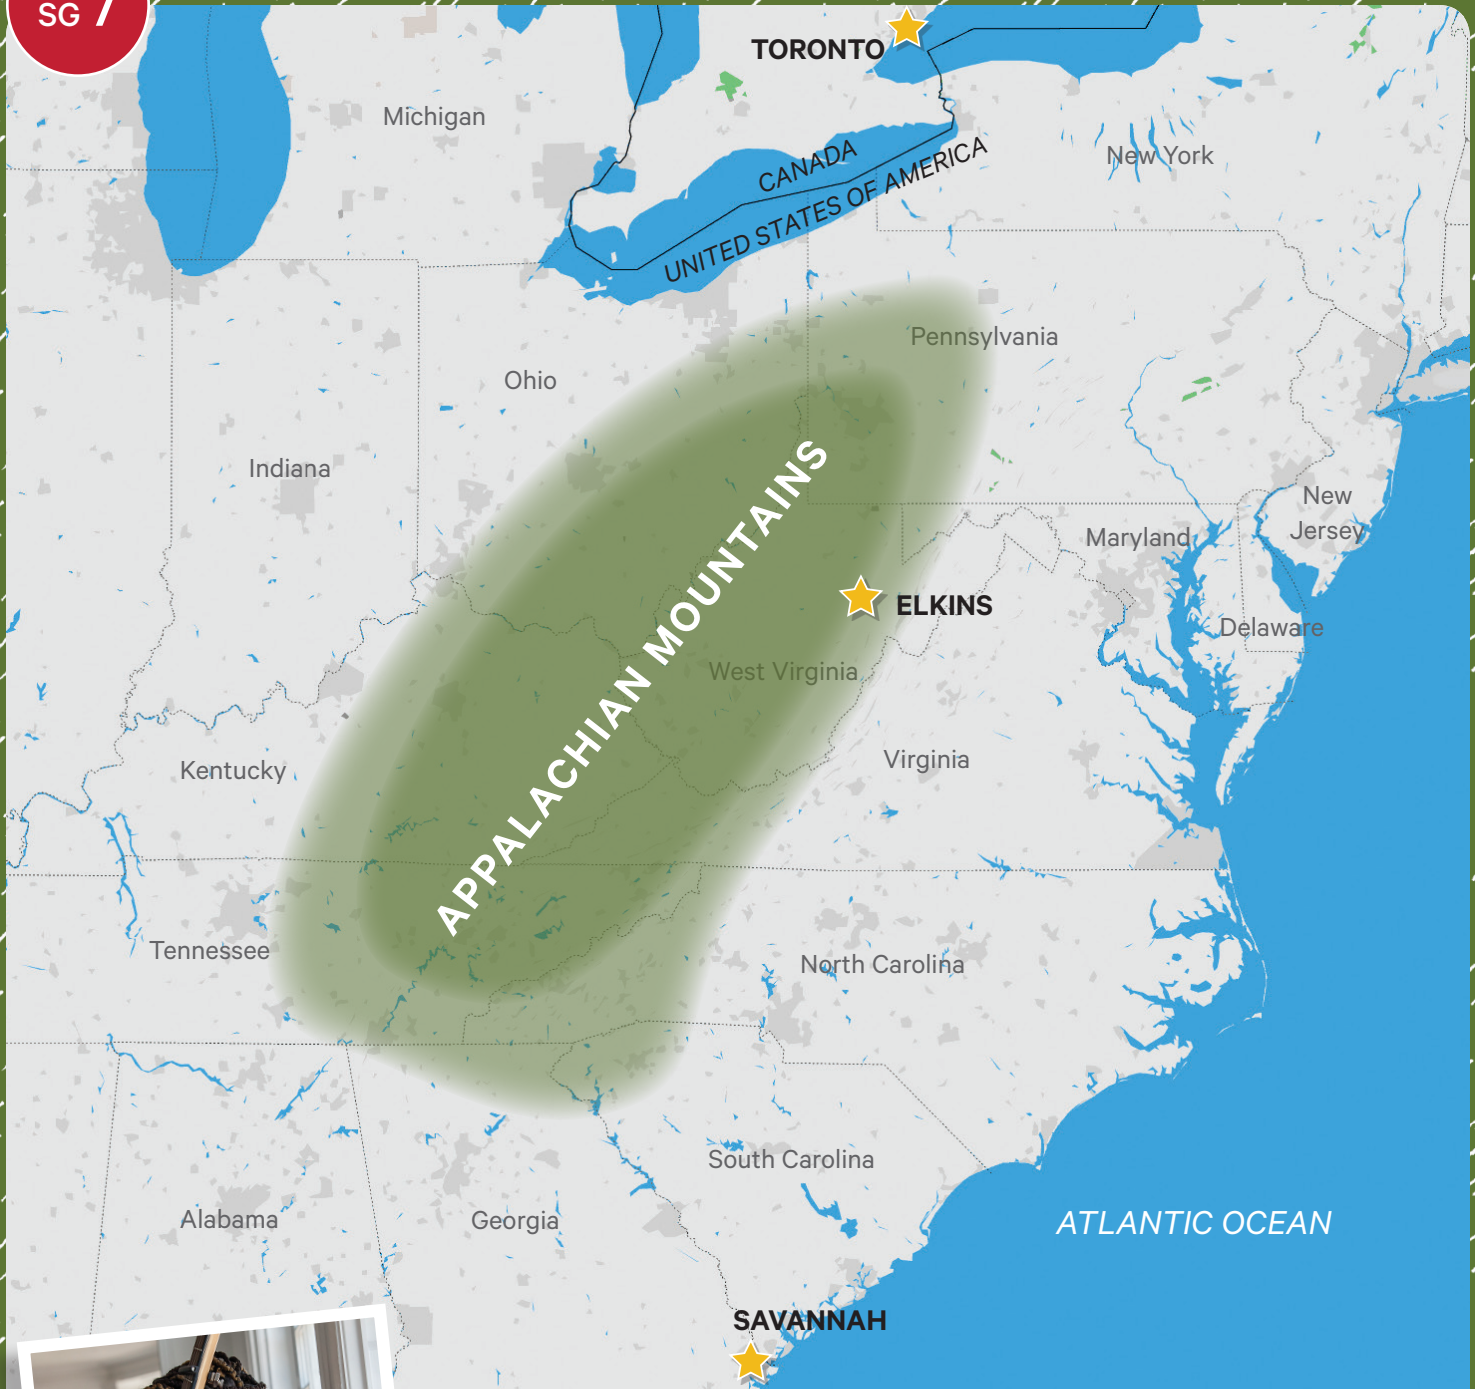 SG 7
TORONTO
Michigan
CANADA
New York
UNITED STATES OF AMERICA
Pennsylvania
Ohio
Indiana
APPALACHIAN MOUNTAINS
New
Jersey
Maryland
ELKINS
Delaware
West Virginia
Virginia
Kentucky
Tennessee
North Carolina
South Carolina
Alabama
Georgia
ATLANTIC OCEAN
SAVANNAH